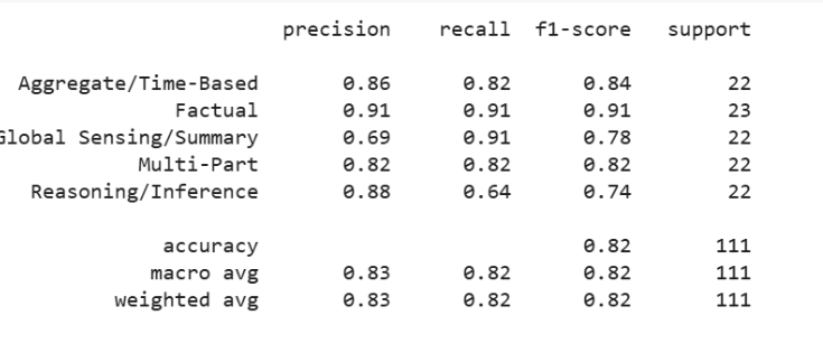 precision recall f1-score support
Aggregate/Time-Based 0.86 0.82 0.84 22
Factual 0.91 0.91 0.91 23
Global Sensing/Summary 0.69 0.91 0.78 22
Multi-Part 0.82 0.82 0.82 22
Reasoning/Inference 0.88 0.64 0.74 22
accuracy 0.82 111
macro avg 0.83 0.82 0.82 111
weighted avg 0.83 0.82 0.82 111